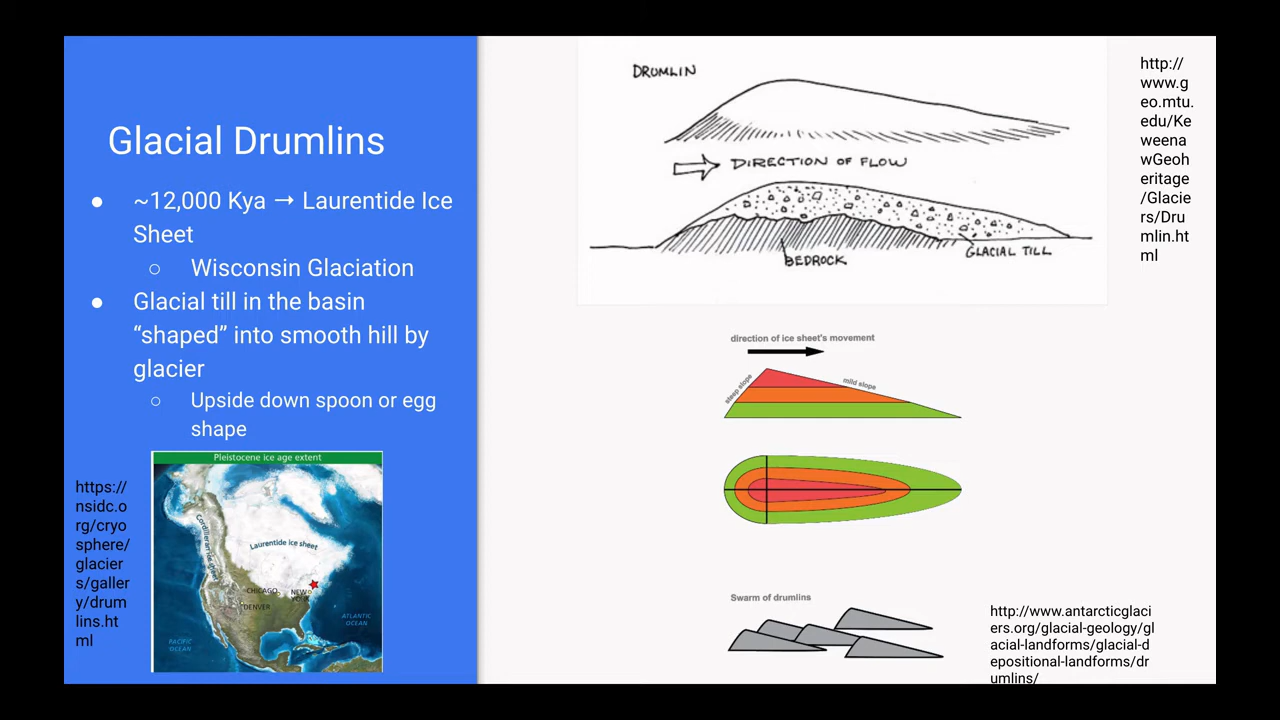 Glacial Drumlins
● ~12,000 Kya → Laurentide Ice
Sheet
○ Wisconsin Glaciation
● Glacial till in the basin
“shaped” into smooth hill by
glacier
○ Upside down spoon or egg
shape
https://
nsidc.o
rg/cryo
sphere/
glacier
s/galler
y/drum
lins.ht
ml
Pleistocene ice age extent
Cordilleran ice sheet
Laurentide ice sheet
CHICAGO
NEW
YORK
DENVER
ATLANTIC
OCEAN
PACIFIC
OCEAN
DRUMLIN
DIRECTION OF FLOW
BEDROCK
GLACIAL TILL
http://
www.g
eo.mtu.
edu/Ke
weena
wGeoh
eritage
/Glacie
rs/Dru
mlin.ht
ml
direction of ice sheet's movement
steep slope
mild slope
Swarm of drumlins
http://www.antarcticglaci
ers.org/glacial-geology/gl
acial-landforms/glacial-d
epositional-landforms/dr
umlins/